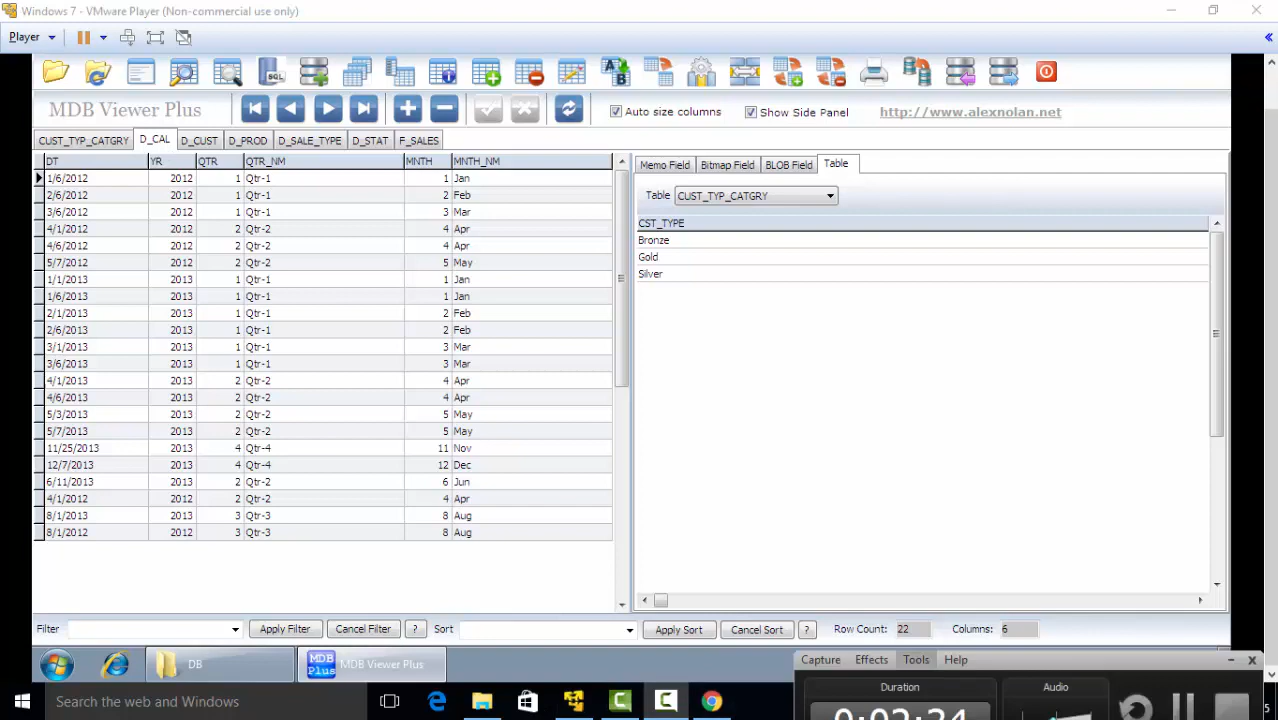 Windows 7 - VMware Player (Non-commercial use only)
Player
SQL
A B
MDB Viewer Plus
Auto size columns
Show Side Panel
http://www.alexnolan.net
CUST_TYP_CATGRY D_CAL D_CUST D_PROD D_SALE_TYPE D_STAT F_SALES
DT YR QTR QTR_NM MNTH MNTH_NM
1/6/2012 2012 1 Qtr-1 1 Jan
2/6/2012 2012 1 Qtr-1 2 Feb
3/6/2012 2012 1 Qtr-1 3 Mar
4/1/2012 2012 2 Qtr-2 4 Apr
4/6/2012 2012 2 Qtr-2 4 Apr
5/7/2012 2012 2 Qtr-2 5 May
1/1/2013 2013 1 Qtr-1 1 Jan
1/6/2013 2013 1 Qtr-1 1 Jan
2/1/2013 2013 1 Qtr-1 2 Feb
2/6/2013 2013 1 Qtr-1 2 Feb
3/1/2013 2013 1 Qtr-1 3 Mar
3/6/2013 2013 1 Qtr-1 3 Mar
4/1/2013 2013 2 Qtr-2 4 Apr
4/6/2013 2013 2 Qtr-2 4 Apr
5/3/2013 2013 2 Qtr-2 5 May
5/7/2013 2013 2 Qtr-2 5 May
11/25/2013 2013 4 Qtr-4 11 Nov
12/7/2013 2013 4 Qtr-4 12 Dec
6/11/2013 2013 2 Qtr-2 6 Jun
4/1/2012 2012 2 Qtr-2 4 Apr
8/1/2013 2013 3 Qtr-3 8 Aug
8/1/2012 2012 3 Qtr-3 8 Aug
Memo Field Bitmap Field BLOB Field Table
Table CUST_TYP_CATGRY
CST_TYPE
Bronze
Gold
Silver
Filter Apply Filter Cancel Filter ? Sort Apply Sort Cancel Sort ? Row Count: 22 Columns: 6
DB
MDB Plus
MDB Viewer Plus
Capture Effects Tools Help
Duration
Audio
0:02:24
Search the web and Windows